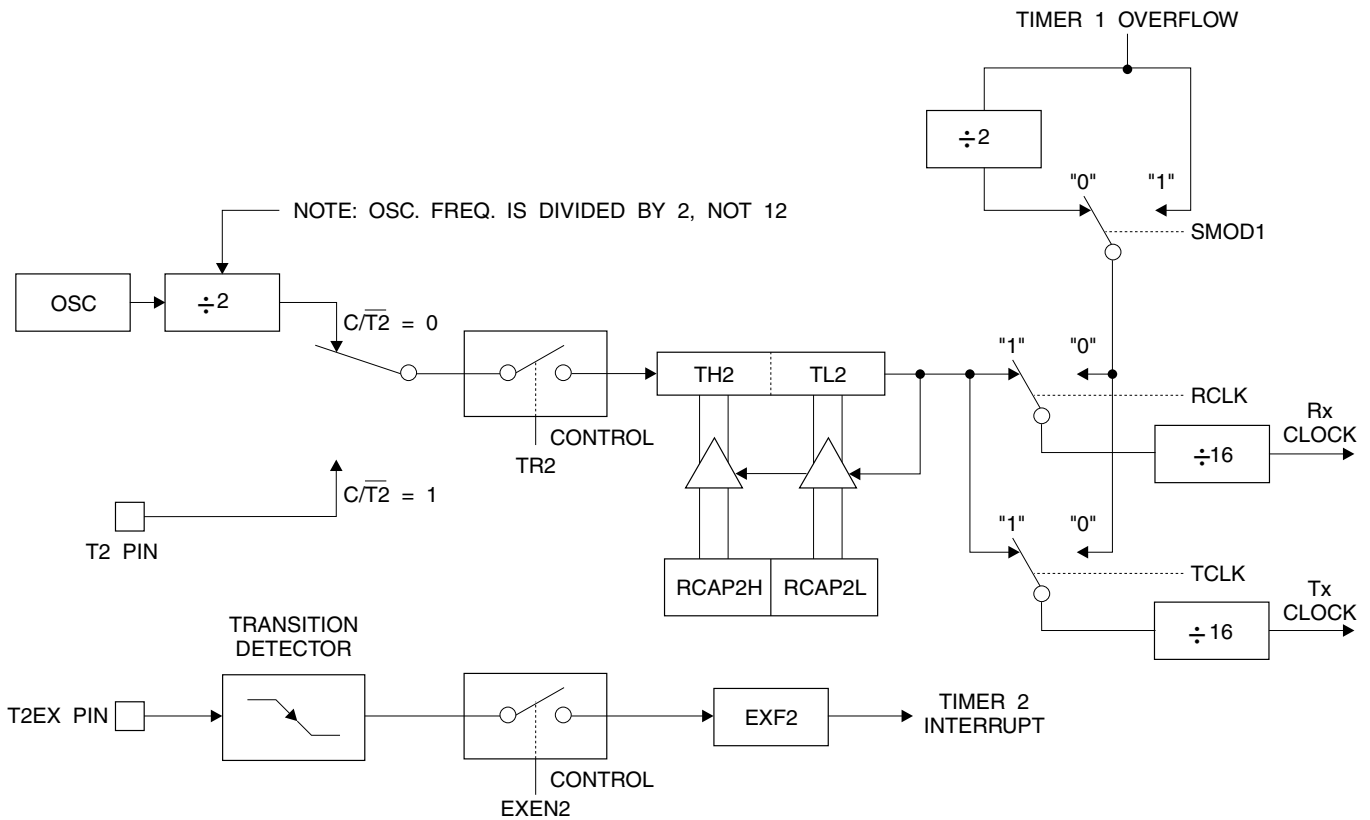 TIMER 1 OVERFLOW
÷2
"0" "1"
NOTE: OSC. FREQ. IS DIVIDED BY 2, NOT 12
SMOD1
OSC
÷2
C/T̅2̅ = 0
"1" "0"
TH2 TL2
RCLK
Rx
CLOCK
CONTROL
TR2
÷16
C/T̅2̅ = 1
T2 PIN
"1" "0"
RCAP2H RCAP2L
TCLK
Tx
CLOCK
÷16
TRANSITION
DETECTOR
T2EX PIN
EXF2
TIMER 2
INTERRUPT
CONTROL
EXEN2